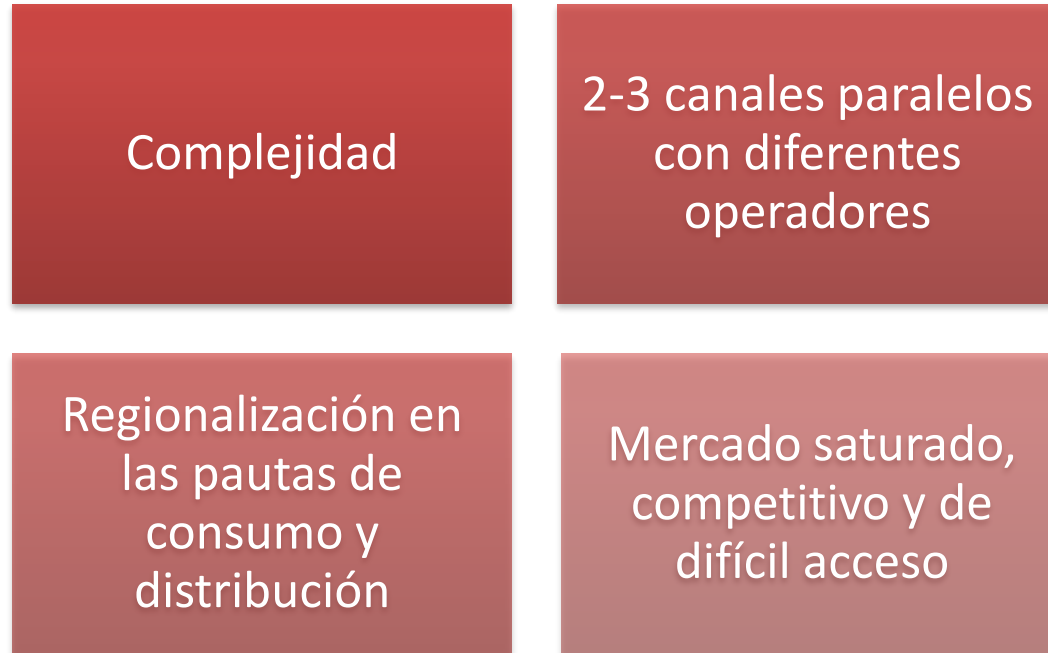 Complejidad
2-3 canales paralelos
con diferentes
operadores
Regionalización en
las pautas de
consumo y
distribución
Mercado saturado,
competitivo y de
difícil acceso